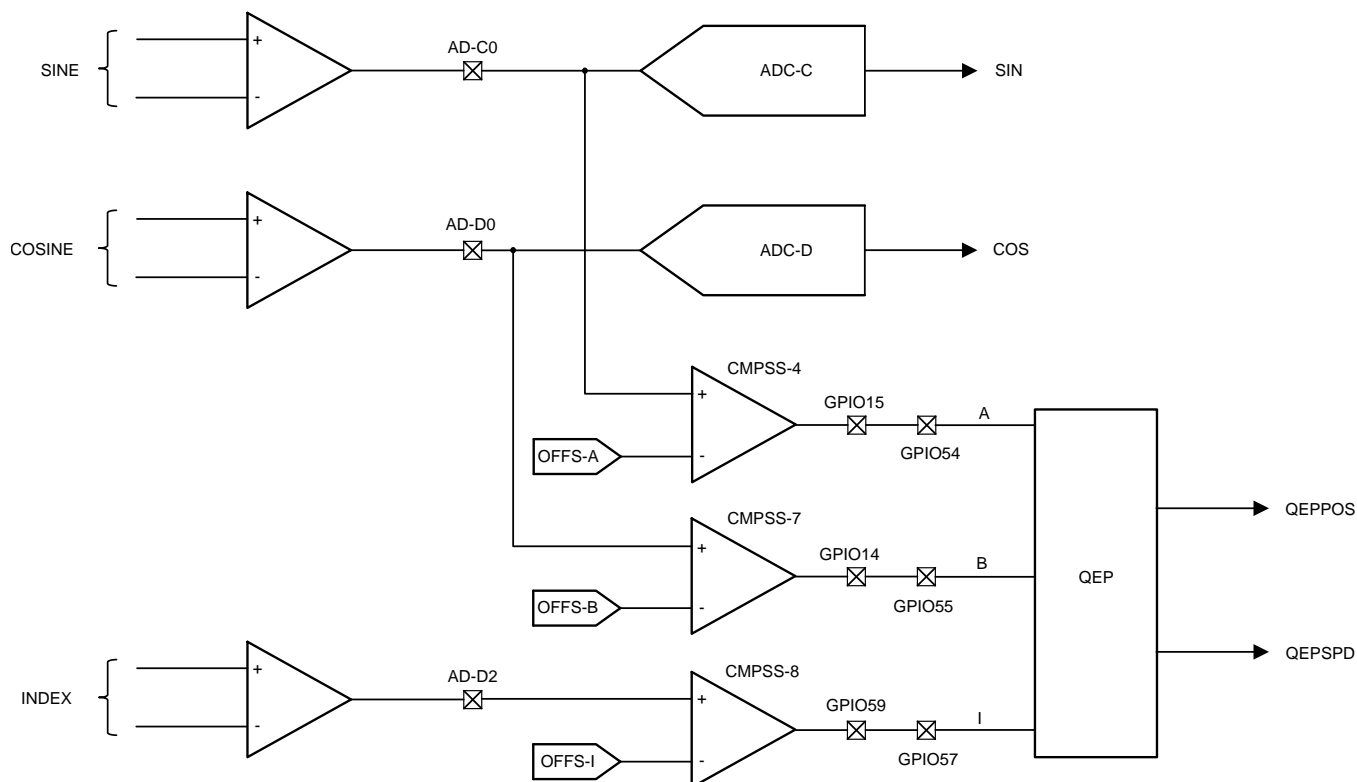 SINE
+
-
AD-C0
ADC-C
SIN
COSINE
+
-
AD-D0
ADC-D
COS
CMPSS-4
+
-
OFFS-A
GPIO15
GPIO54
A
CMPSS-7
+
-
OFFS-B
GPIO14
GPIO55
B
QEP
QEPPOS
QEPSPD
INDEX
+
-
AD-D2
CMPSS-8
+
-
OFFS-I
GPIO59
GPIO57
I